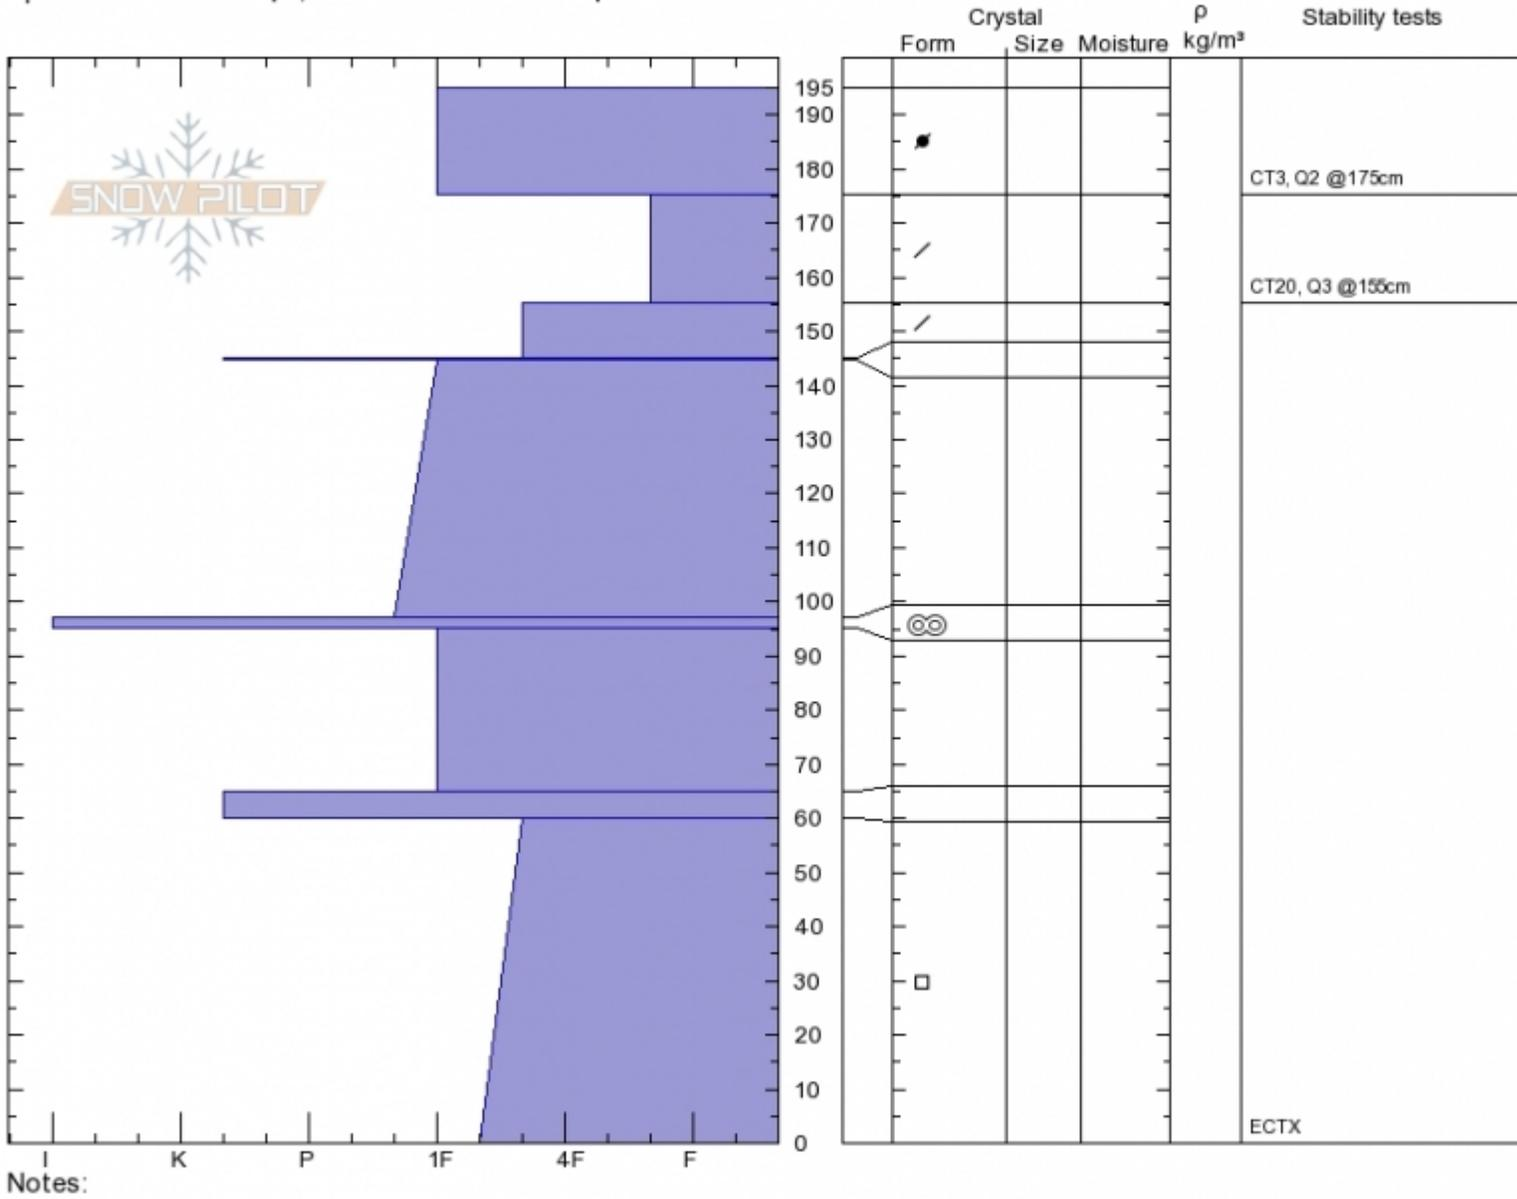 Crystal ρ Stability tests
Form Size Moisture kg/m³
195
190
SNOW PILOT
180
CT3, Q2 @175cm
170
160
CT20, Q3 @155cm
150
140
130
120
110
100
90
80
70
60
50
40
30
20
10
ECTX
0
I K P 1F 4F F
Notes: